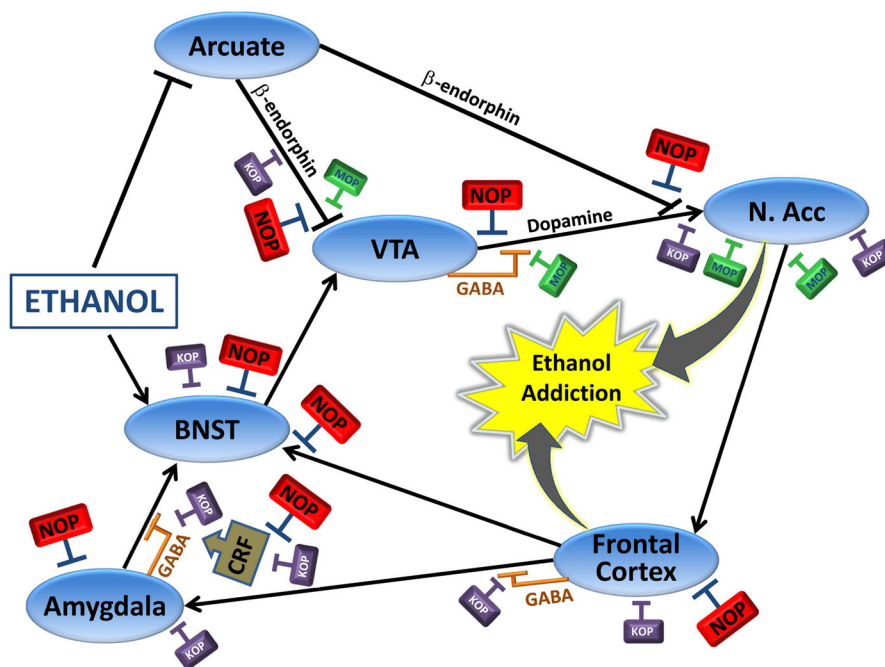 Arcuate
β-endorphin
β-endorphin
NOP
KOP
MOP
NOP
NOP
N. Acc
Dopamine
VTA
KOP
KOP
MOP
MOP
MOP
GABA
ETHANOL
KOP
NOP
Ethanol
Addiction
NOP
BNST
KOP
NOP
NOP
CRF
KOP
GABA
Frontal
Cortex
Amygdala
KOP
GABA
KOP
NOP
KOP